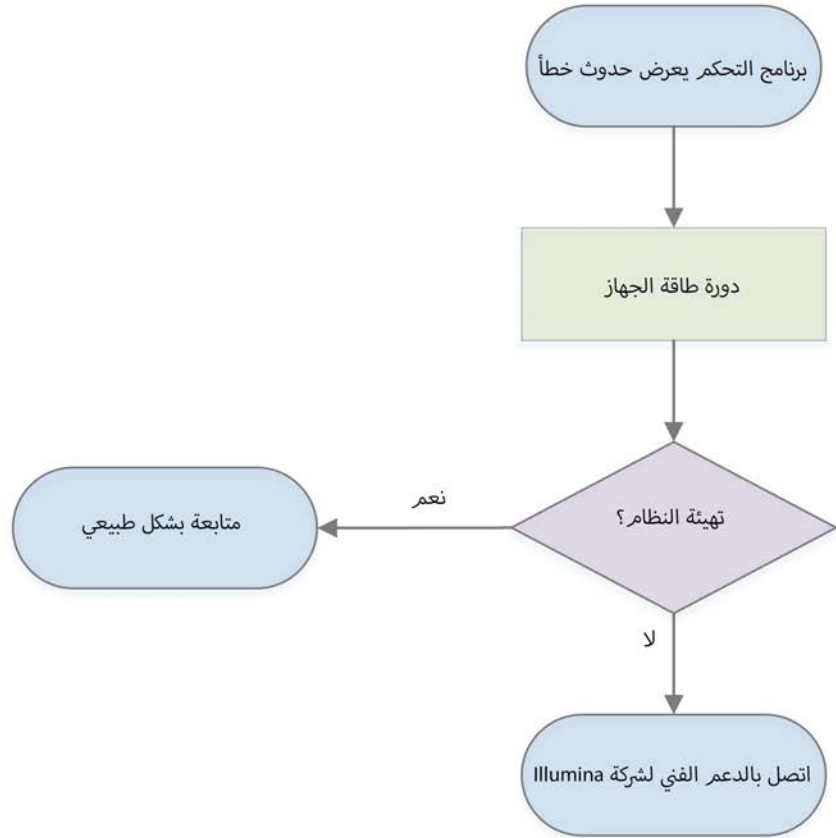 برنامج التحكم يعرض حدوث خطأ
دورة طاقة الجهاز
تهيئة النظام؟
نعم
متابعة بشكل طبيعي
لا
اتصل بالدعم الفني لشركة Illumina